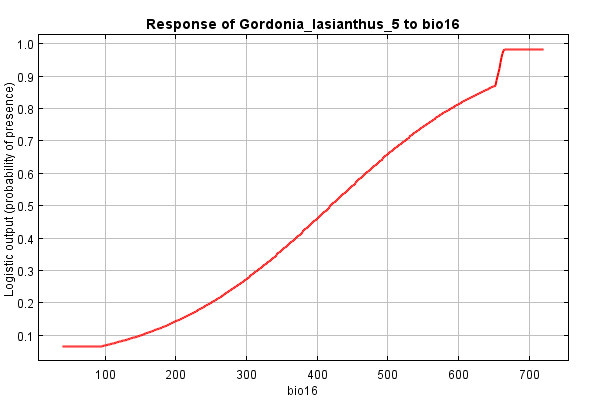 Response of Gordonia_lasianthus_5 to bio16
Logistic output (probability of presence)
1.0
0.9
0.8
0.7
0.6
0.5
0.4
0.3
0.2
0.1
100 200 300 400 500 600 700
bio16